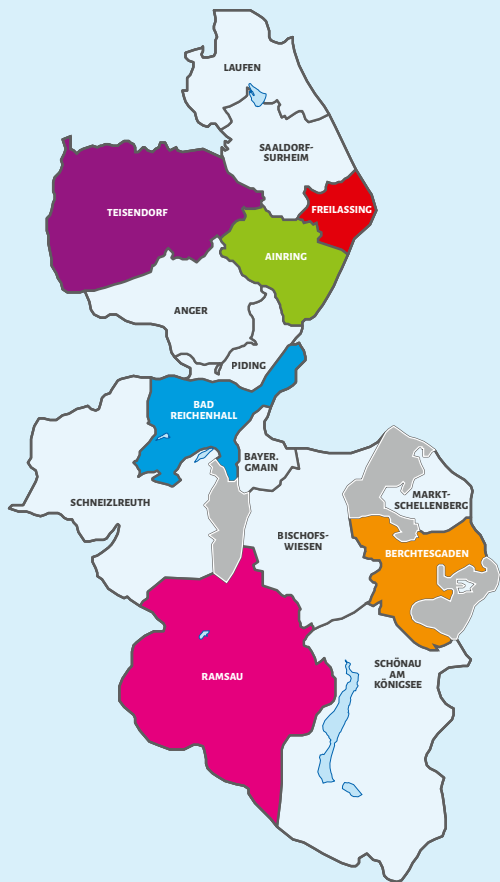 LAUFEN
SAALDORF-
SURHEIM
FREILASSING
TEISENDORF
AINRING
ANGER
PIDING
BAD
REICHENHALL
BAYER.
GMAIN
SCHNEIZLREUTH
MARKT-
SCHELLENBERG
BISCHOFS-
WIESEN
BERCHTESGADEN
RAMSAU
SCHÖNAU
AM
KÖNIGSEE